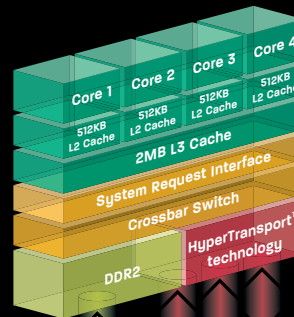 Core 1
Core 2
Core 3
Core 4
512KB
L2 Cache
512KB
L2 Cache
512KB
L2 Cache
512KB
L2 Cache
2MB L3 Cache
System Request Interface
Crossbar Switch
DDR2
HyperTransport™
technology